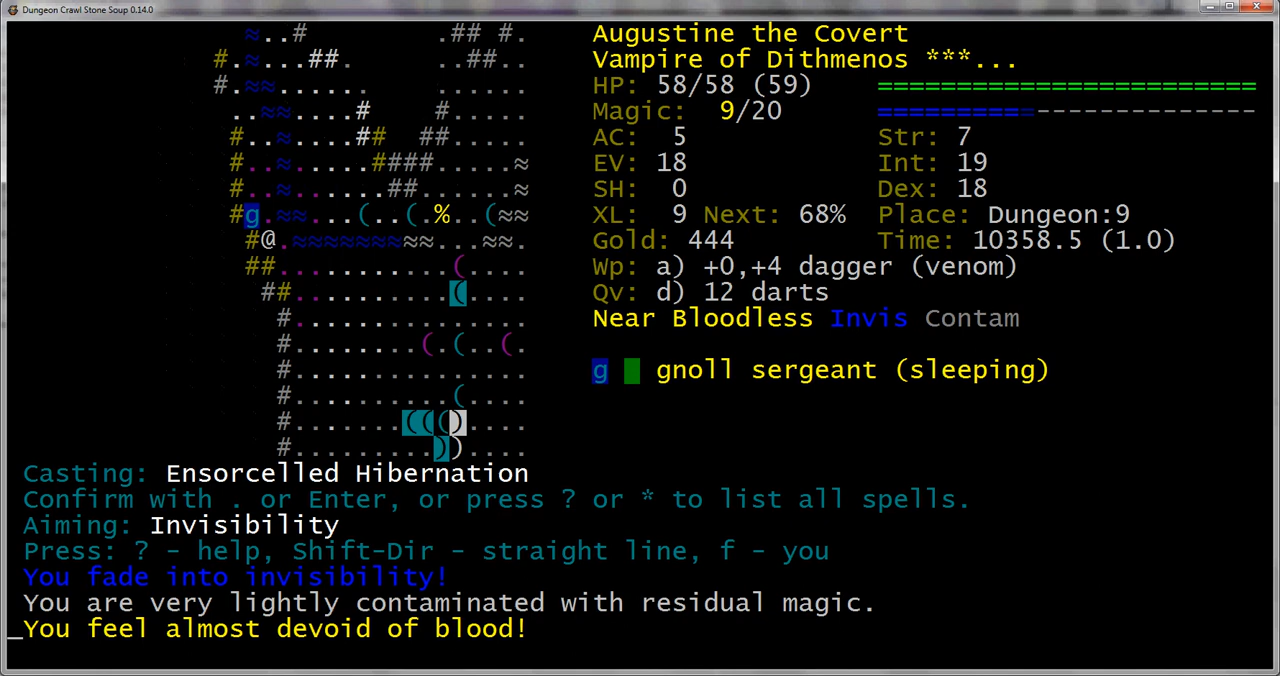 Dungeon Crawl Stone Soup 0.14.0
Augustine the Covert
Vampire of Dithmenos ***...
HP: 58/58 (59)
Magic: 9/20
AC: 5 Str: 7
EV: 18 Int: 19
SH: 0 Dex: 18
XL: 9 Next: 68% Place: Dungeon:9
Gold: 444 Time: 10358.5 (1.0)
Wp: a) +0,+4 dagger (venom)
Qv: d) 12 darts
Near Bloodless Invis Contam
g gnoll sergeant (sleeping)
Casting: Ensorcelled Hibernation
Confirm with . or Enter, or press ? or * to list all spells.
Aiming: Invisibility
Press: ? - help, Shift-Dir - straight line, f - you
You fade into invisibility!
You are very lightly contaminated with residual magic.
_You feel almost devoid of blood!